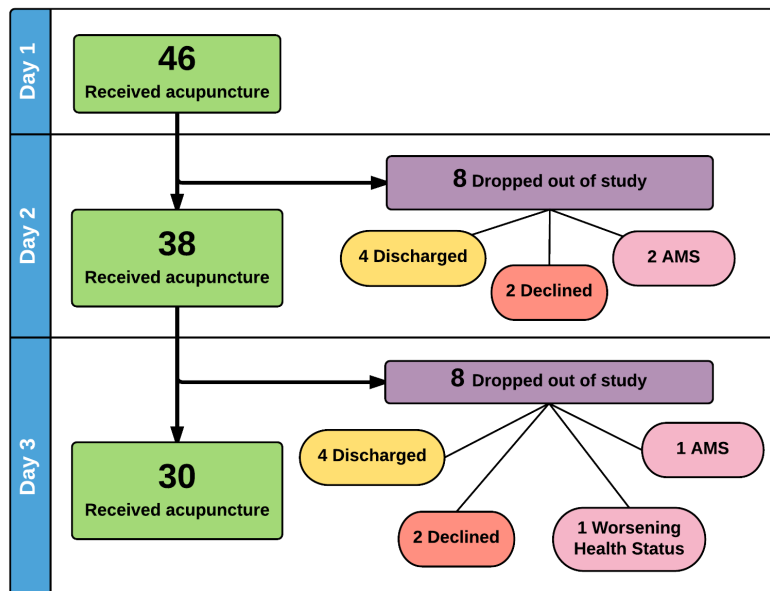 Day 1
46
Received acupuncture
Day 2
8 Dropped out of study
38
Received acupuncture
4 Discharged
2 AMS
2 Declined
Day 3
8 Dropped out of study
4 Discharged
1 AMS
30
Received acupuncture
2 Declined
1 Worsening
Health Status